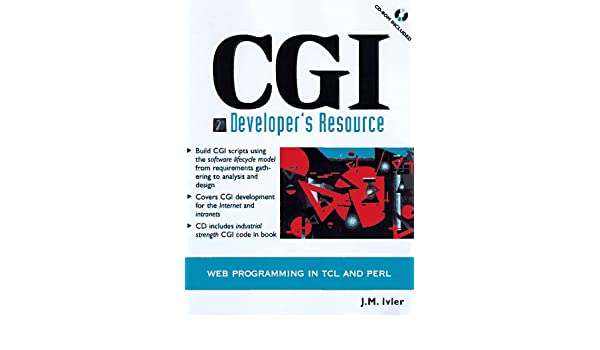 CD-ROM INCLUDED
CGI
Developer's Resource
Build CGI scripts using
the software lifecycle model
from requirements gath-
ering to analysis and
design
Covers CGI development
for the Internet and
intranets
CD includes industrial
strength CGI code in book
WEB PROGRAMMING IN TCL AND PERL
J.M. Ivler